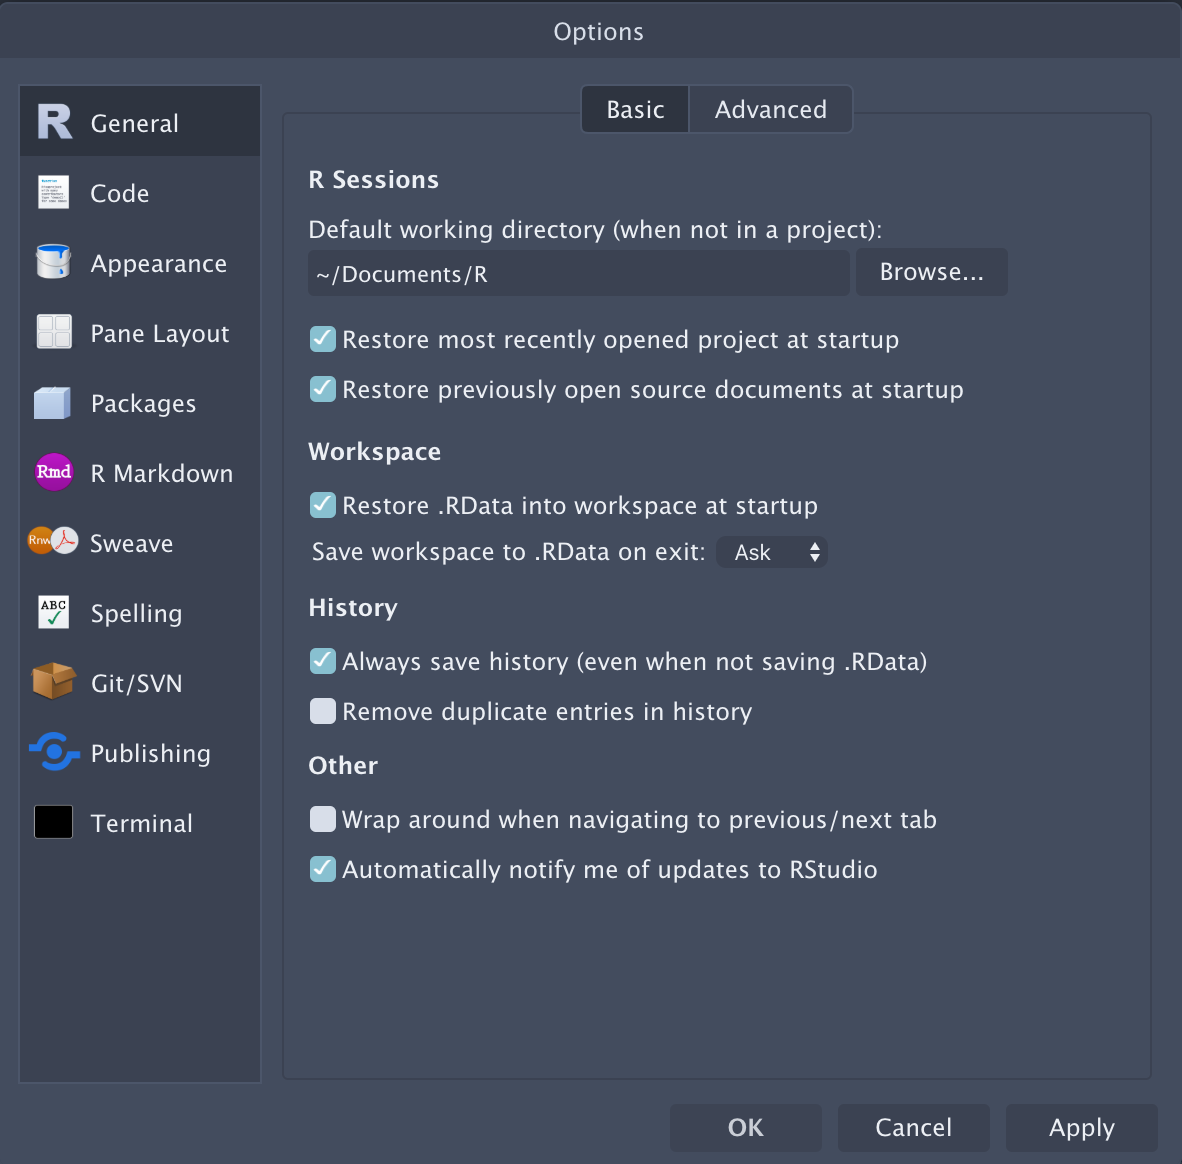 Options
R General
Code
Appearance
Pane Layout
Packages
Rmd R Markdown
Rnw Sweave
ABC Spelling
Git/SVN
Publishing
Terminal
Basic Advanced
R Sessions
Default working directory (when not in a project):
~/Documents/R Browse...
Restore most recently opened project at startup
Restore previously open source documents at startup
Workspace
Restore .RData into workspace at startup
Save workspace to .RData on exit: Ask
History
Always save history (even when not saving .RData)
Remove duplicate entries in history
Other
Wrap around when navigating to previous/next tab
Automatically notify me of updates to RStudio
OK Cancel Apply